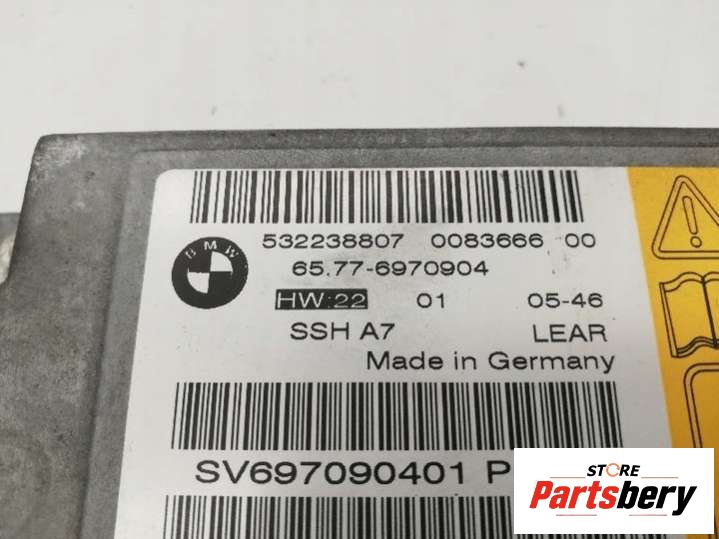 BMW
532238807 0083666 00
65.77-6970904
HW:22 01 05-46
SSH A7 LEAR
Made in Germany
SV697090401 P
STORE
Partsbery